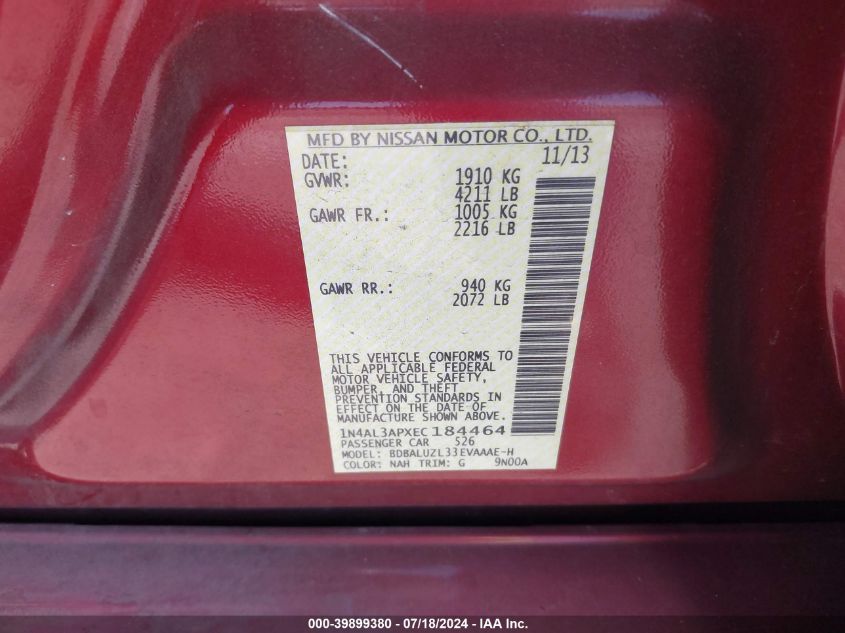 MFD BY NISSAN MOTOR CO., LTD.
DATE: 11/13
GVWR: 1910 KG
4211 LB
GAWR FR.: 1005 KG
2216 LB
GAWR RR.: 940 KG
2072 LB
THIS VEHICLE CONFORMS TO
ALL APPLICABLE FEDERAL
MOTOR VEHICLE SAFETY,
BUMPER, AND THEFT
PREVENTION STANDARDS IN
EFFECT ON THE DATE OF
MANUFACTURE SHOWN ABOVE.
1N4AL3APXEC184464
PASSENGER CAR S26
MODEL: BDBALUZL33EVAAAE-H
COLOR: NAH TRIM: G 9N00A
000-39899380 - 07/18/2024 - IAA Inc.